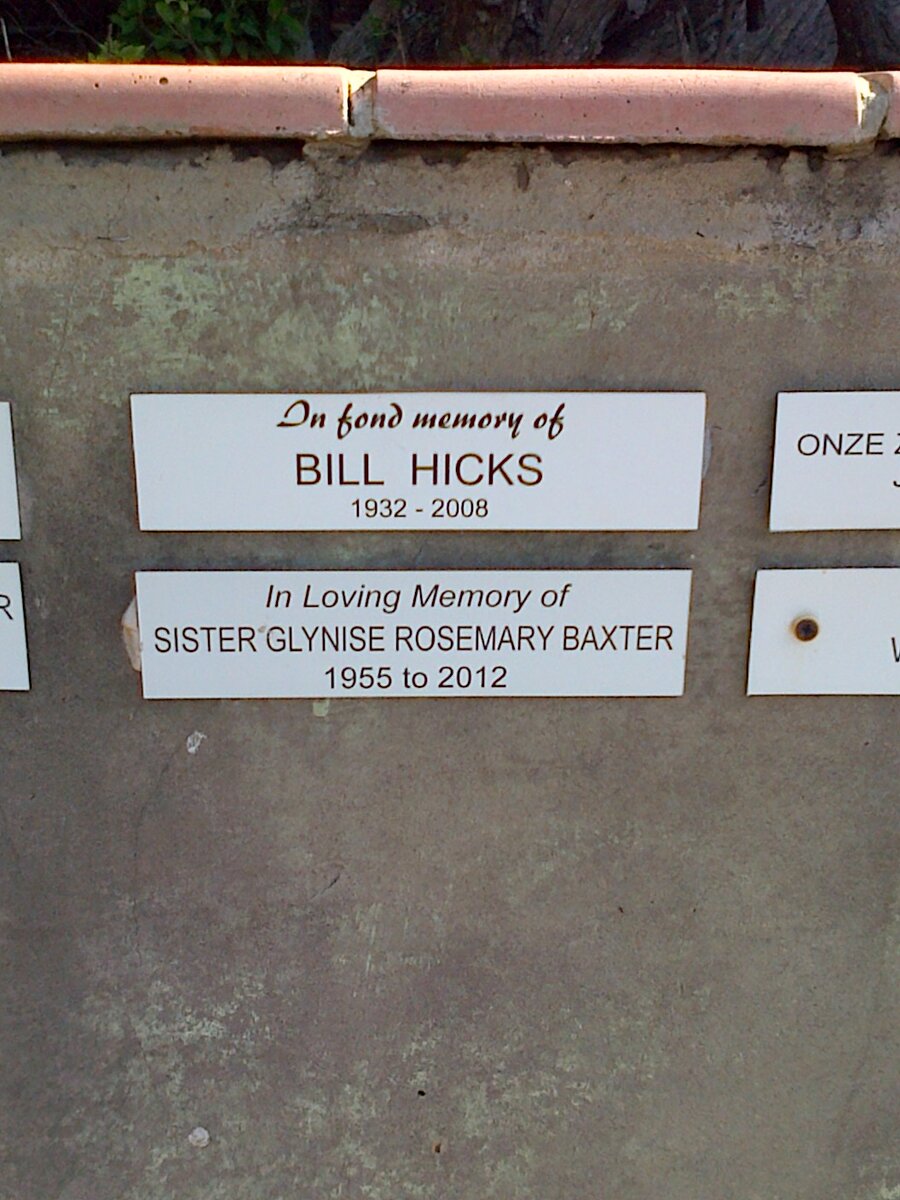 In fond memory of
BILL HICKS
1932 - 2008
In Loving Memory of
SISTER GLYNISE ROSEMARY BAXTER
1955 to 2012
ONZE